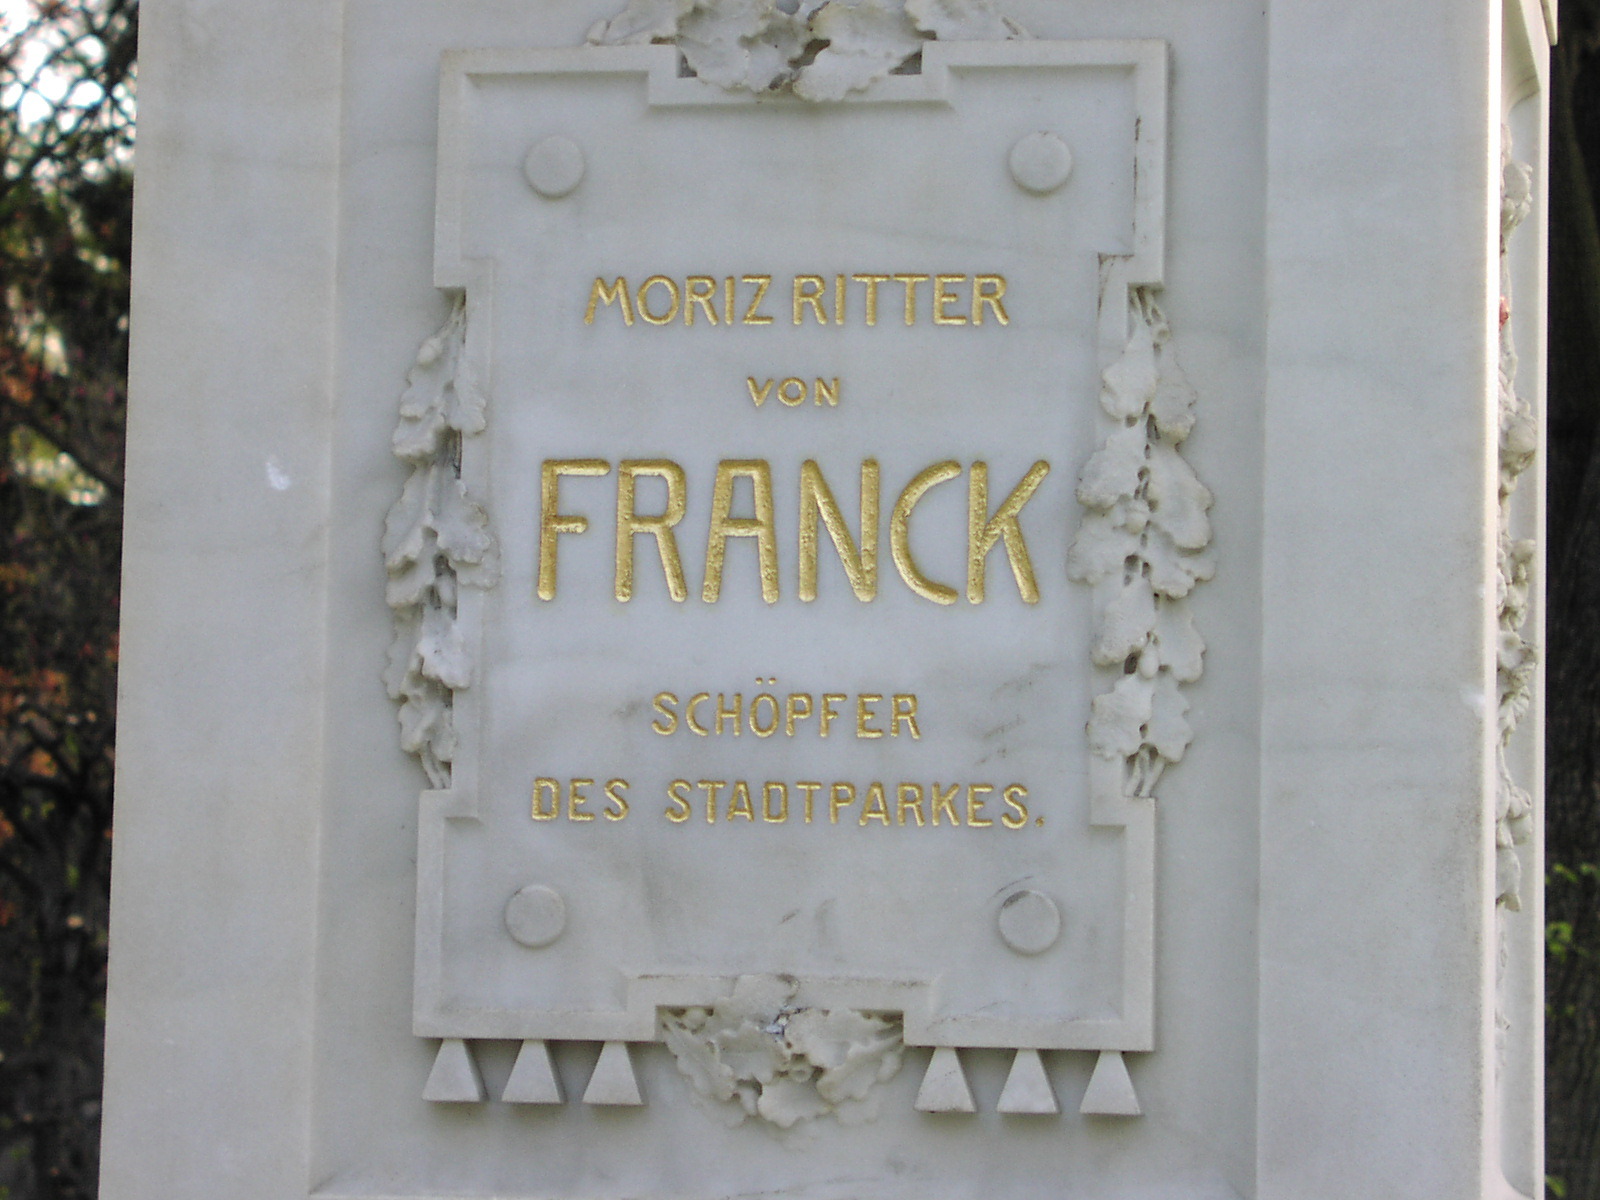 MORIZ RITTER
VON
FRANCK
SCHÖPFER
DES STADTPARKES.